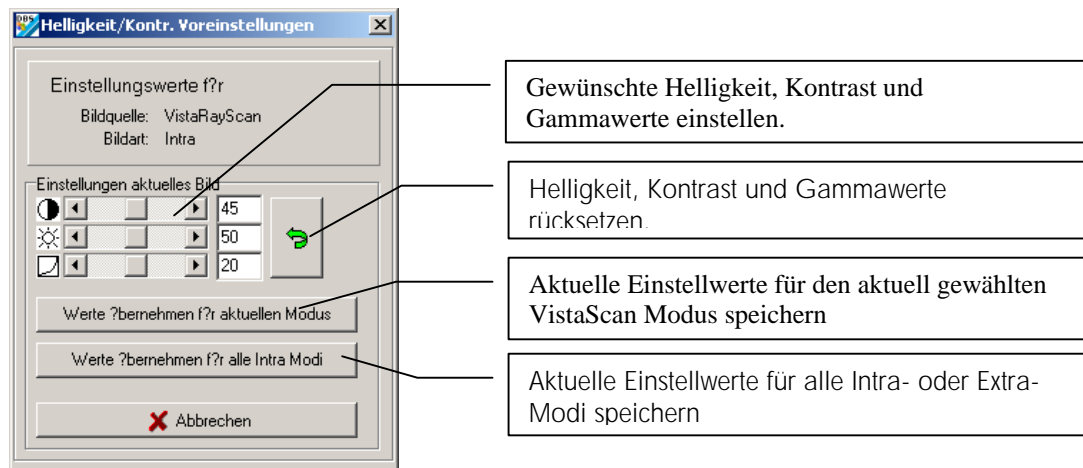 DBS
Helligkeit/Kontr. Voreinstellungen
Einstellungswerte f?r
Bildquelle: VistaRayScan
Bildart: Intra
Einstellungen aktuelles Bild
45
50
20
Werte ?bernehmen f?r aktuellen Modus
Werte ?bernehmen f?r alle Intra Modi
Abbrechen
Gewünschte Helligkeit, Kontrast und
Gammawerte einstellen.
Helligkeit, Kontrast und Gammawerte
rücksetzen.
Aktuelle Einstellwerte für den aktuell gewählten
VistaScan Modus speichern
Aktuelle Einstellwerte für alle Intra- oder Extra-
Modi speichern